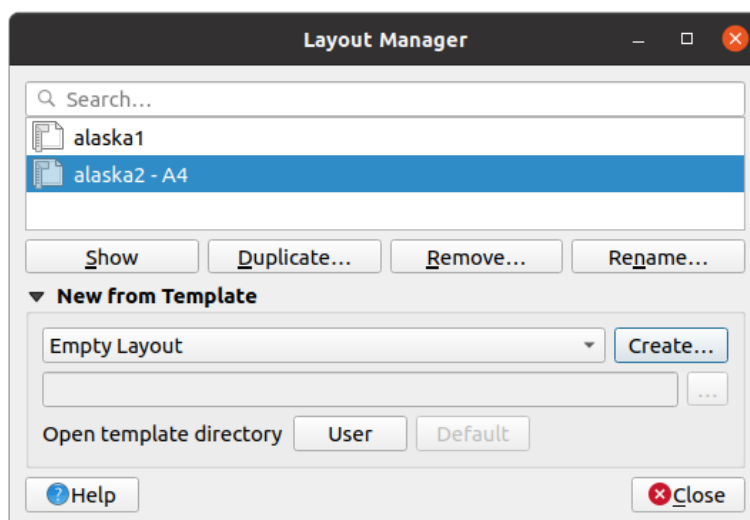 Layout Manager
Search...
alaska1
alaska2 - A4
Show Duplicate... Remove... Rename...
New from Template
Empty Layout Create...
...
Open template directory User Default
Help Close